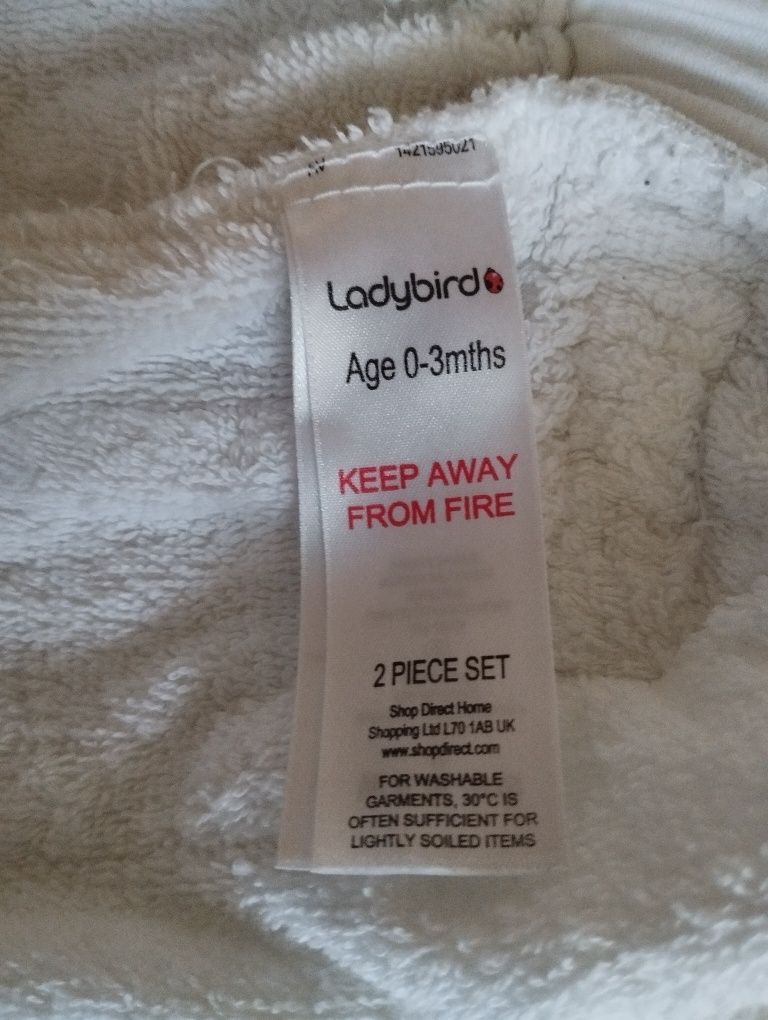 Ladybird
Age 0-3mths
KEEP AWAY
FROM FIRE
2 PIECE SET
Shop Direct Home
Shopping Ltd L70 1AB UK
www.shopdirect.com
FOR WASHABLE
GARMENTS, 30°C IS
OFTEN SUFFICIENT FOR
LIGHTLY SOILED ITEMS